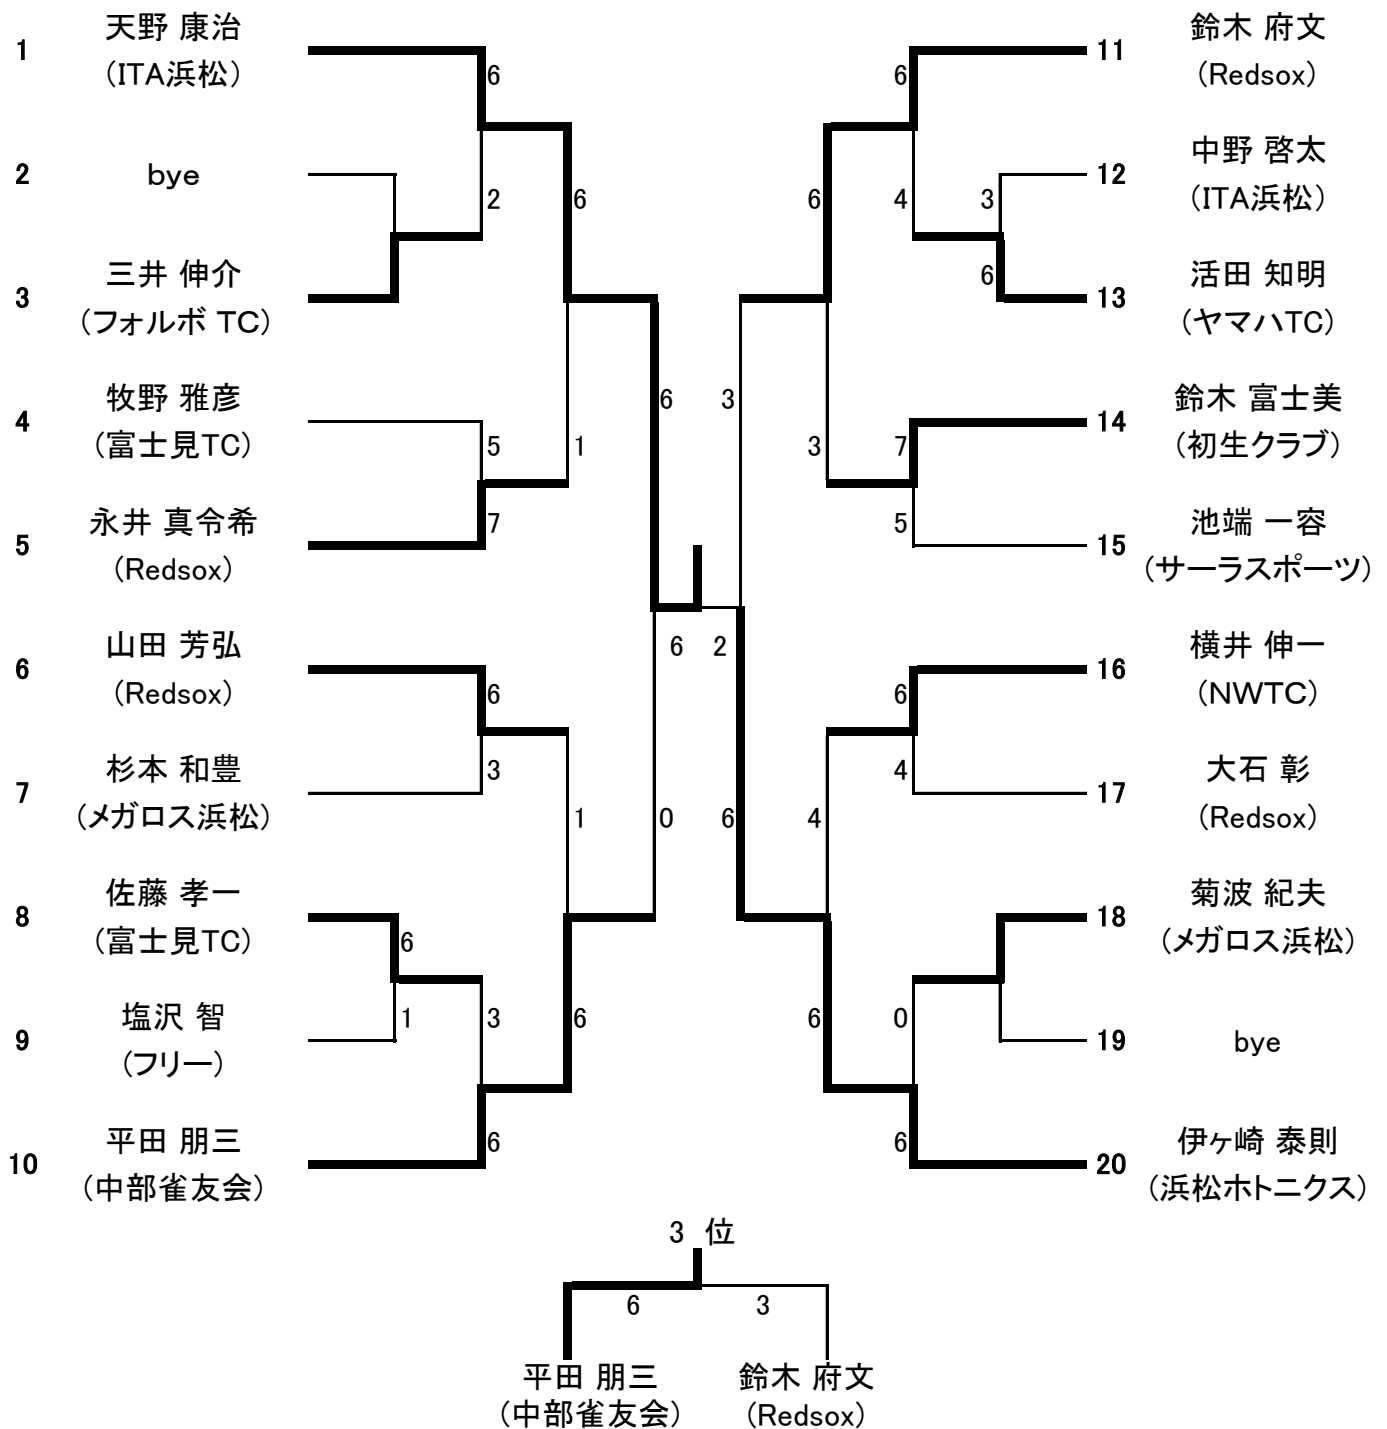 1
天野 康治
(ITA浜松)
6
2
bye
2
6
3
三井 伸介
(フォルボ TC)
4
牧野 雅彦
(富士見TC)
5
1
6
5
永井 真令希
(Redsox)
7
6
山田 芳弘
(Redsox)
6
7
杉本 和豊
(メガロス浜松)
3
1
0
8
佐藤 孝一
(富士見TC)
6
9
塩沢 智
(フリー)
1
3
6
10
平田 朋三
(中部雀友会)
6
6 2
6
11
鈴木 府文
(Redsox)
6
4
3
12
中野 啓太
(ITA浜松)
6
13
活田 知明
(ヤマハTC)
3
3
7
14
鈴木 富士美
(初生クラブ)
5
15
池端 一容
(サーラスポーツ)
6
16
横井 伸一
(NWTC)
6
4
4
17
大石 彰
(Redsox)
18
菊波 紀夫
(メガロス浜松)
6
0
19
bye
6
20
伊ヶ崎 泰則
(浜松ホトニクス)
3 位
6 3
平田 朋三
(中部雀友会)
鈴木 府文
(Redsox)